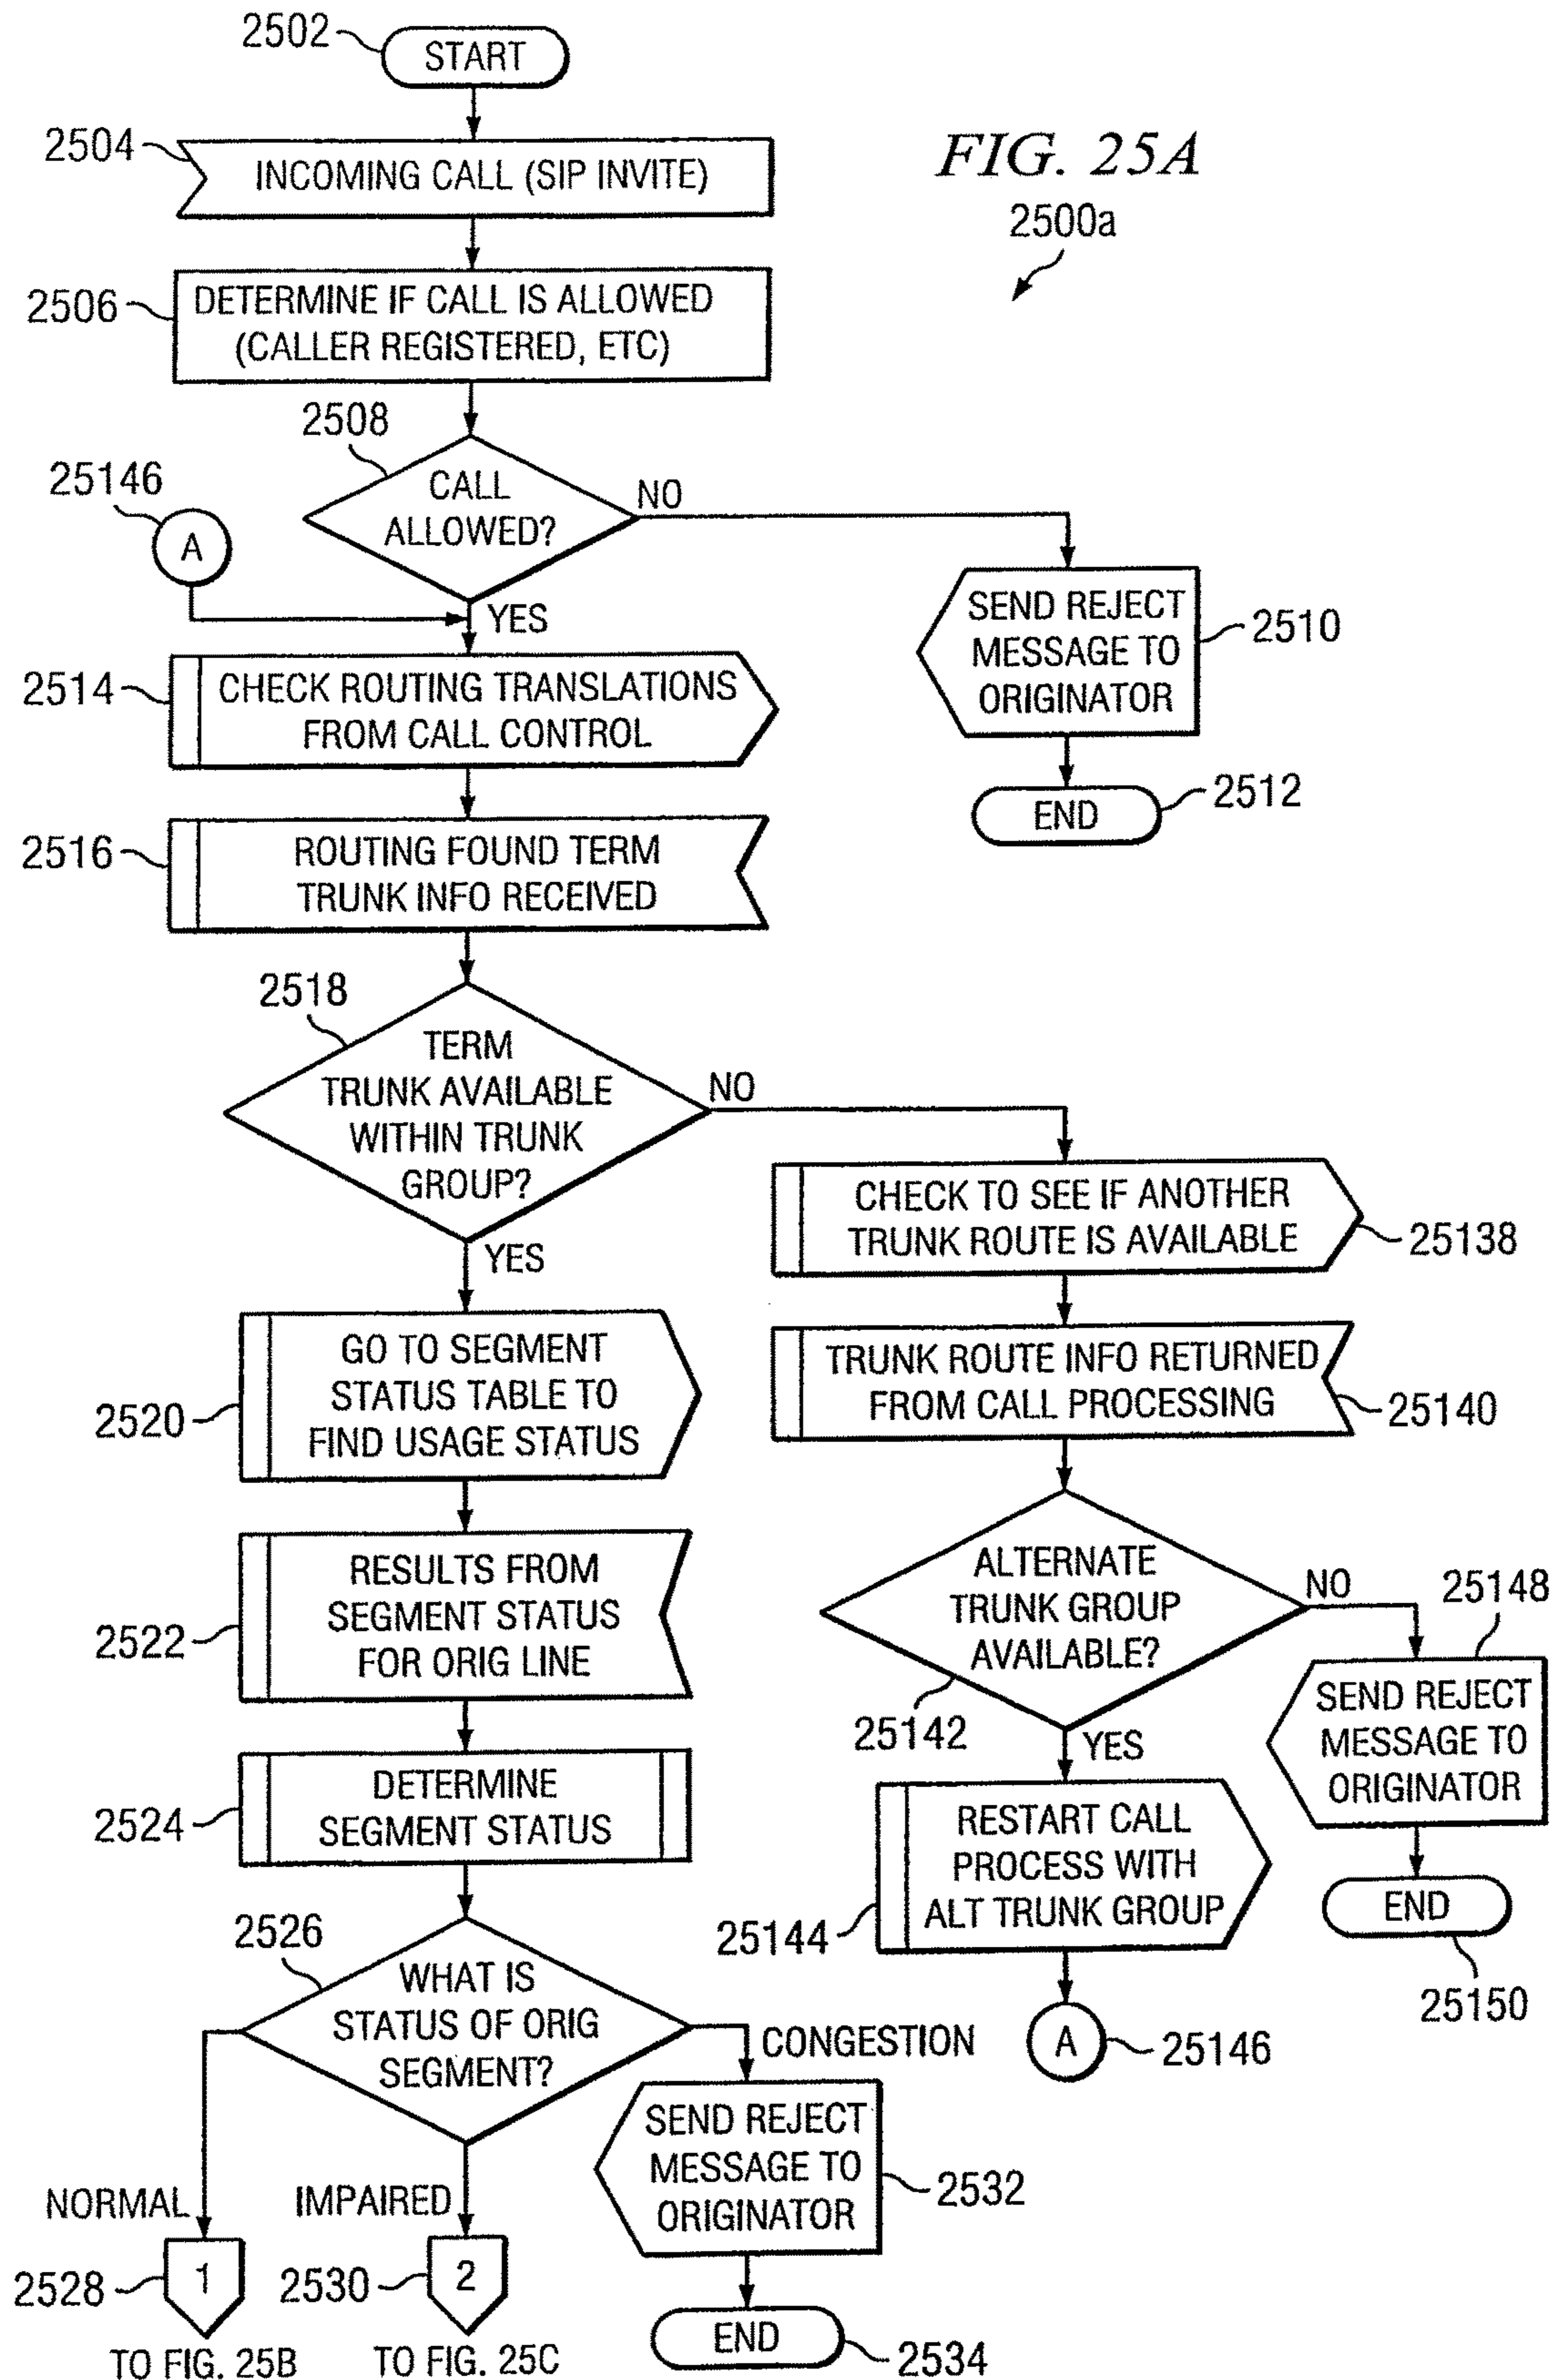 2502
START
FIG. 25A
2500a
2504
INCOMING CALL (SIP INVITE)
2506
DETERMINE IF CALL IS ALLOWED
(CALLER REGISTERED, ETC)
2508
CALL
ALLOWED?
NO
YES
25146
A
SEND REJECT
MESSAGE TO
ORIGINATOR
2510
END
2512
2514
CHECK ROUTING TRANSLATIONS
FROM CALL CONTROL
2516
ROUTING FOUND TERM
TRUNK INFO RECEIVED
2518
TERM
TRUNK AVAILABLE
WITHIN TRUNK
GROUP?
NO
YES
CHECK TO SEE IF ANOTHER
TRUNK ROUTE IS AVAILABLE
25138
TRUNK ROUTE INFO RETURNED
FROM CALL PROCESSING
25140
2520
GO TO SEGMENT
STATUS TABLE TO
FIND USAGE STATUS
2522
RESULTS FROM
SEGMENT STATUS
FOR ORIG LINE
ALTERNATE
TRUNK GROUP
AVAILABLE?
25142
NO
YES
25148
SEND REJECT
MESSAGE TO
ORIGINATOR
END
25150
2524
DETERMINE
SEGMENT STATUS
RESTART CALL
PROCESS WITH
ALT TRUNK GROUP
25144
A
25146
2526
WHAT IS
STATUS OF ORIG
SEGMENT?
CONGESTION
SEND REJECT
MESSAGE TO
ORIGINATOR
2532
END
2534
NORMAL
2528
1
TO FIG. 25B
IMPAIRED
2530
2
TO FIG. 25C